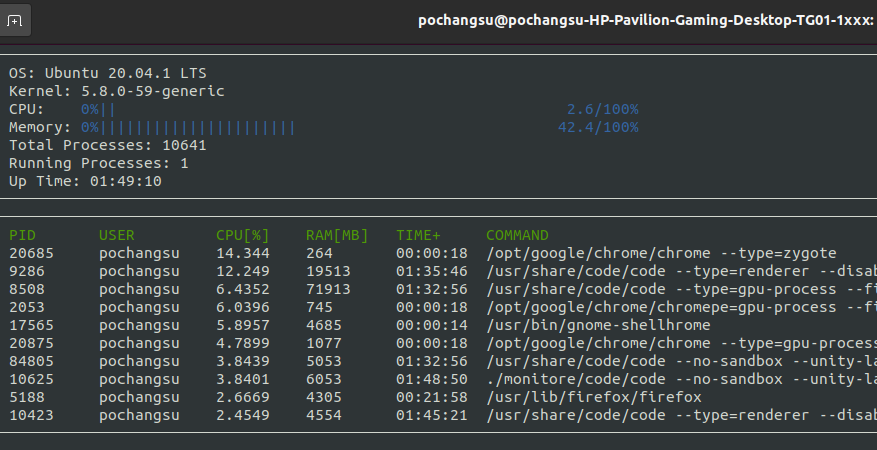 pochangsu@pochangsu-HP-Pavilion-Gaming-Desktop-TG01-1xxx:
OS: Ubuntu 20.04.1 LTS
Kernel: 5.8.0-59-generic
CPU: 0%|| 2.6/100%
Memory: 0%|||||||||||||||||||||| 42.4/100%
Total Processes: 10641
Running Processes: 1
Up Time: 01:49:10
PID USER CPU[%] RAM[MB] TIME+ COMMAND
20685 pochangsu 14.344 264 00:00:18 /opt/google/chrome/chrome --type=zygote
9286 pochangsu 12.249 19513 01:35:46 /usr/share/code/code --type=renderer --disab
8508 pochangsu 6.4352 71913 01:32:56 /usr/share/code/code --type=gpu-process --fi
2053 pochangsu 6.0396 745 00:00:18 /opt/google/chrome/chromepe=gpu-process --fi
17565 pochangsu 5.8957 4685 00:00:14 /usr/bin/gnome-shellhrome
20875 pochangsu 4.7899 1077 00:00:18 /opt/google/chrome/chrome --type=gpu-process
84805 pochangsu 3.8439 5053 01:32:56 /usr/share/code/code --no-sandbox --unity-la
10625 pochangsu 3.8401 6053 01:48:50 ./monitore/code/code --no-sandbox --unity-la
5188 pochangsu 2.6669 4305 00:21:58 /usr/lib/firefox/firefox
10423 pochangsu 2.4549 4554 01:45:21 /usr/share/code/code --type=renderer --disab